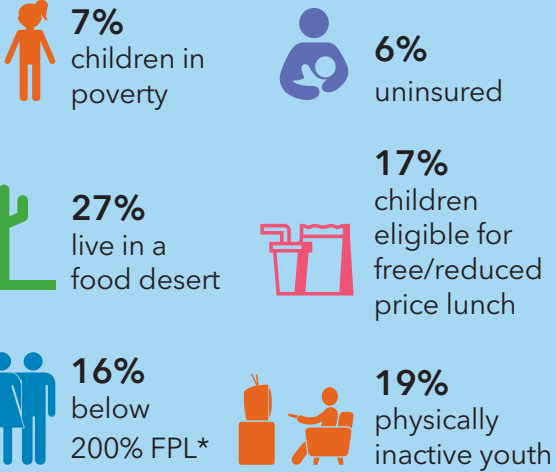 7%
children in
poverty
6%
uninsured
27%
live in a
food desert
17%
children
eligible for
free/reduced
price lunch
16%
below
200% FPL*
19%
physically
inactive youth